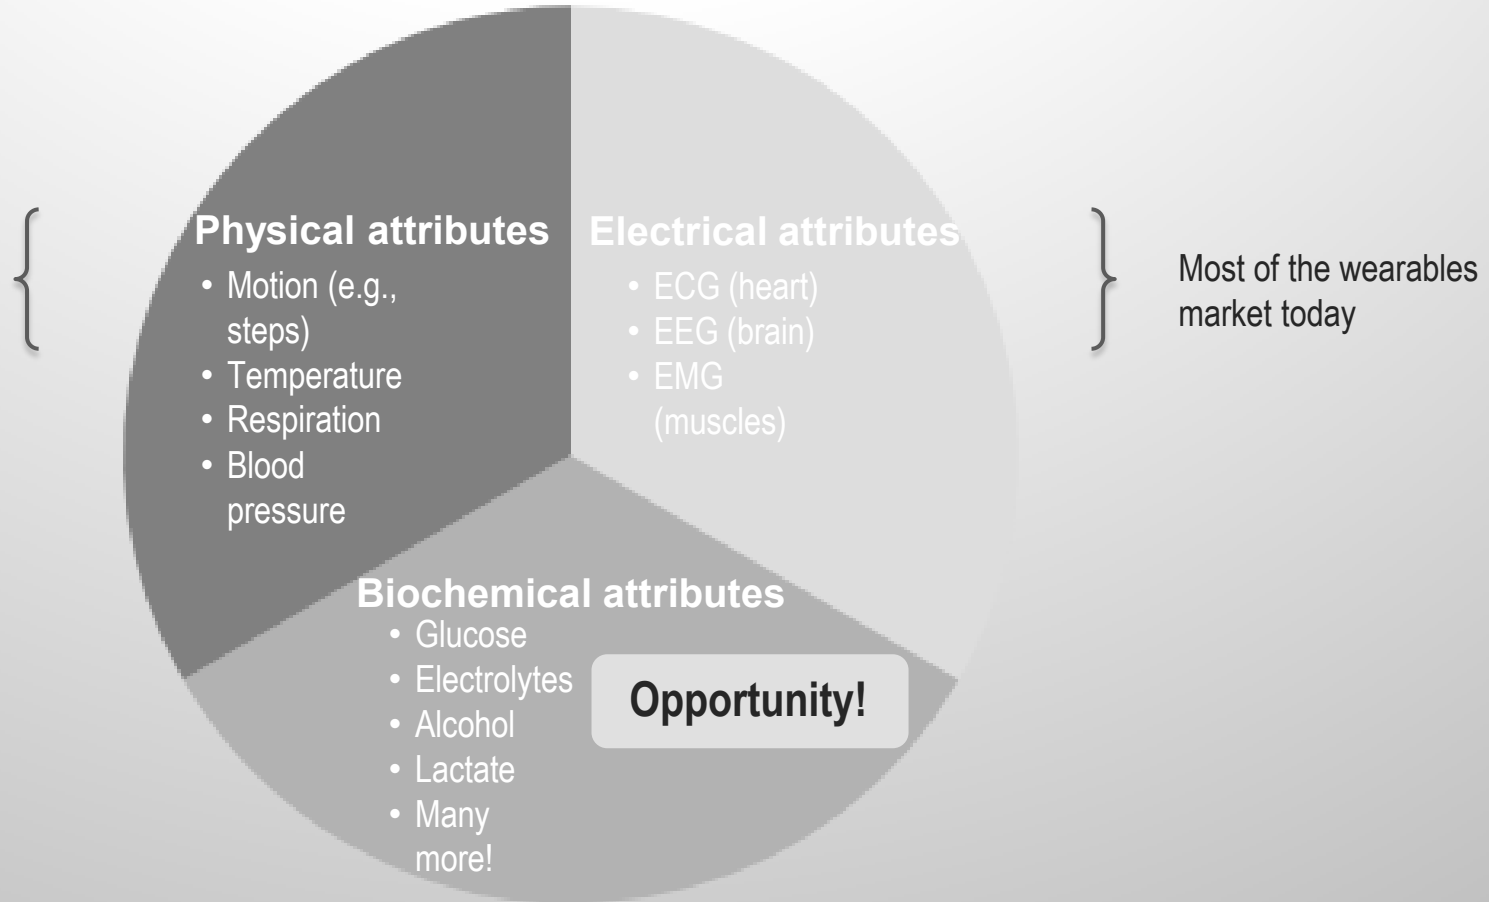 Physical attributes
• Motion (e.g.,
steps)
• Temperature
• Respiration
• Blood
pressure
Electrical attributes
• ECG (heart)
• EEG (brain)
• EMG
(muscles)
Most of the wearables
market today
Biochemical attributes
• Glucose
• Electrolytes
• Alcohol
• Lactate
• Many
more!
Opportunity!